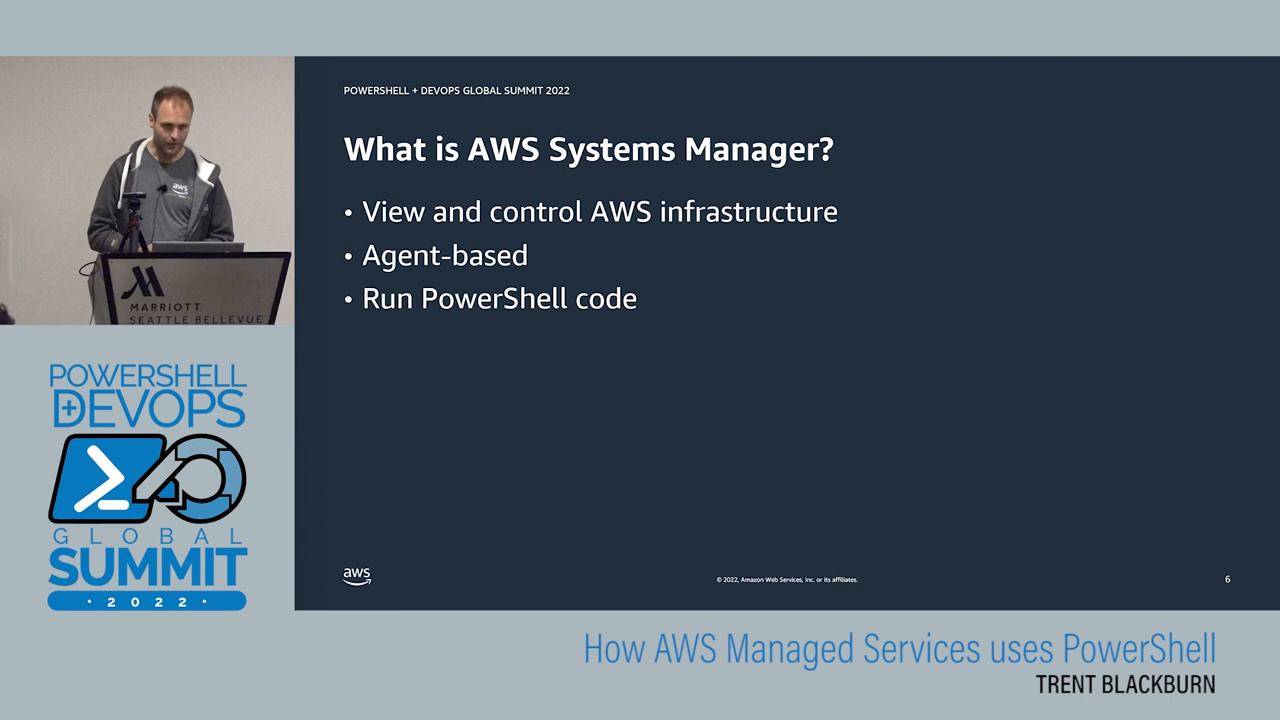 POWERSHELL + DEVOPS GLOBAL SUMMIT 2022
What is AWS Systems Manager?
• View and control AWS infrastructure
• Agent-based
• Run PowerShell code
aws
© 2022, Amazon Web Services, Inc. or its affiliates.
6
aws
MARRIOTT
SEATTLE BELLEVUE
POWERSHELL
+DEVOPS
GLOBAL
SUMMIT
· 2022 ·
How AWS Managed Services uses PowerShell
TRENT BLACKBURN